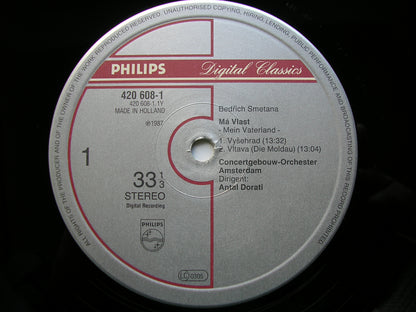 ALL RIGHTS OF THE PRODUCER AND OF THE OWNER OF THE WORK REPRODUCED RESERVED. UNAUTHORISED COPYING, HIRING, LENDING, PUBLIC PERFORMANCE AND BROADCASTING OF THIS RECORD PROHIBITED.
PHILIPS
Digital Classics
420 608-1
420 608-1.1Y
MADE IN HOLLAND
℗1987
1
33 1/3
STEREO
Digital Recording
PHILIPS
Bedřich Smetana
Má Vlast
- Mein Vaterland -
1. Vyšehrad (13:32)
2. Vltava (Die Moldau) (13:04)
Concertgebouw-Orchester
Amsterdam
Dirigent:
Antal Dorati
LC 0305